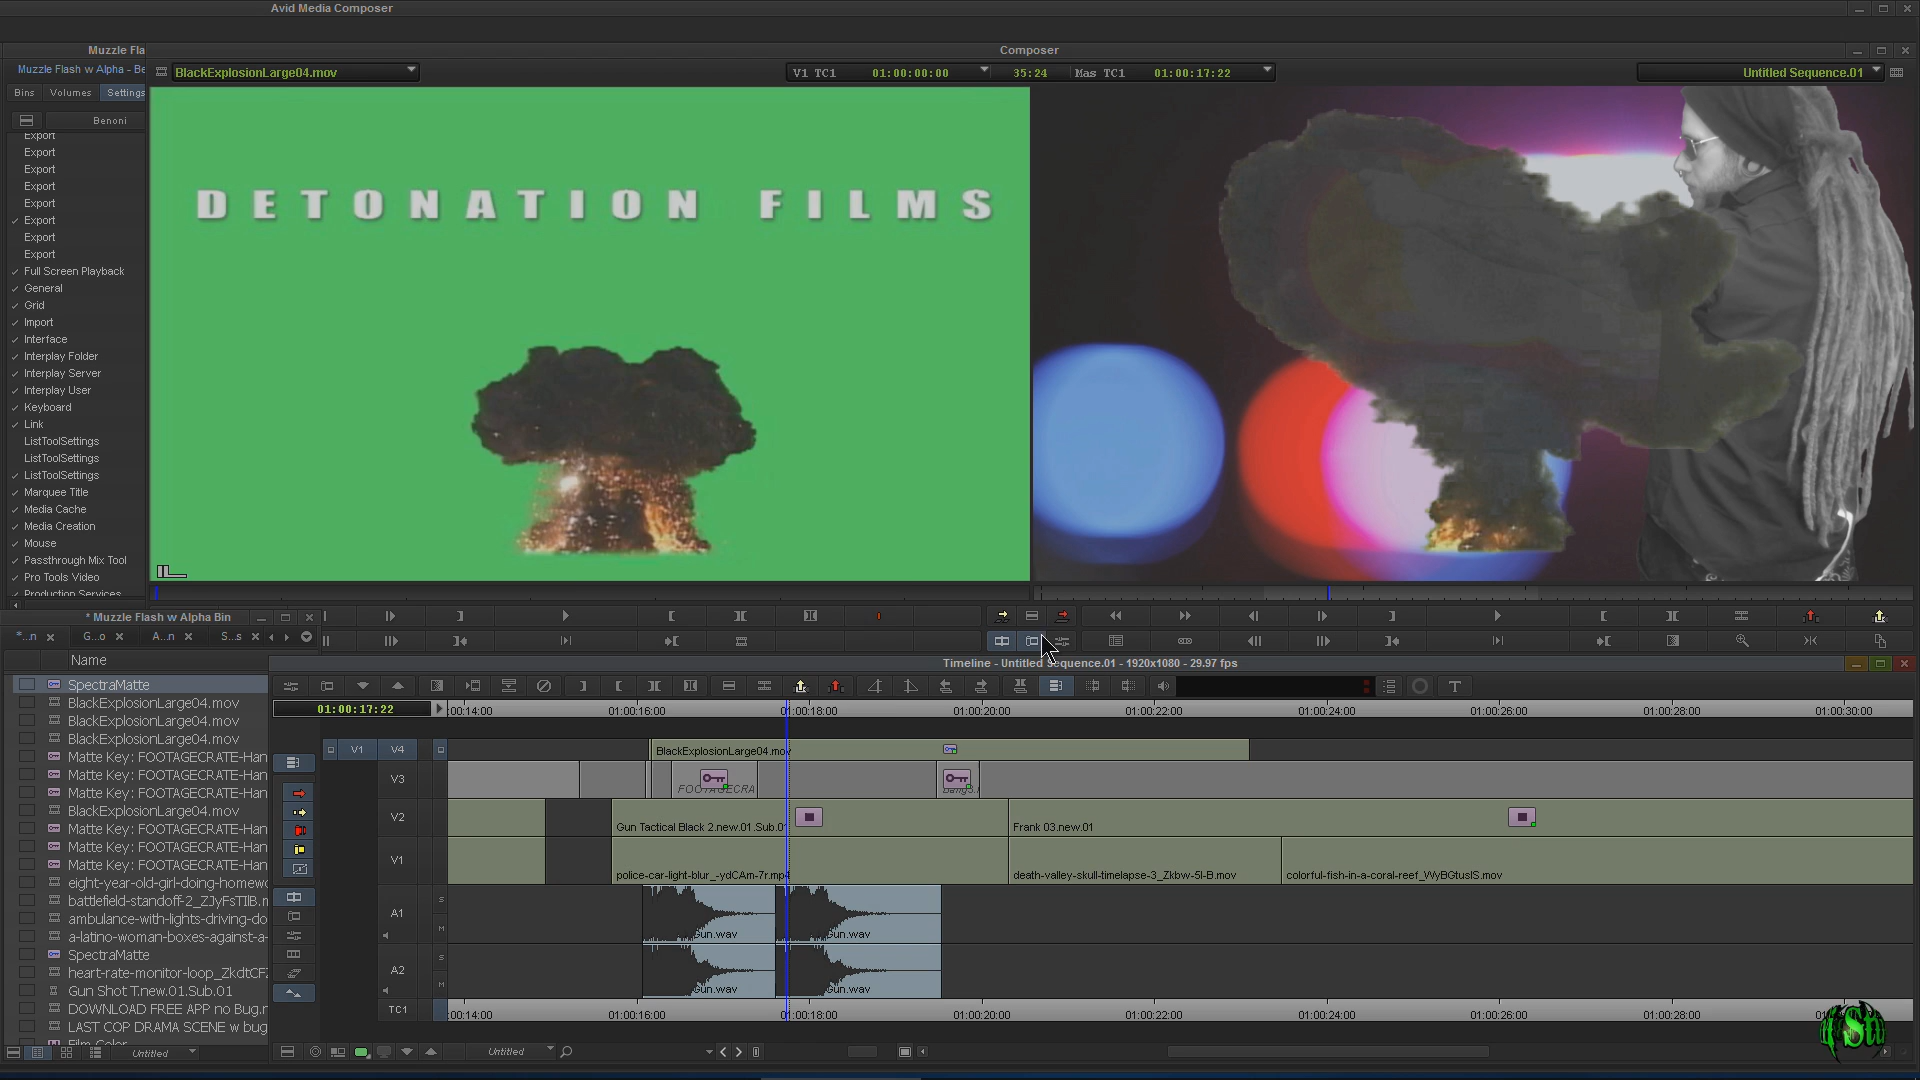 Avid Media Composer
Muzzle Fla
Composer
Muzzle Flash w Alpha - Be
BlackExplosionLarge04.mov
V1 TC1
01:00:00:00
35:24
Mas TC1
01:00:17:22
Untitled Sequence.01
Bins
Volumes
Settings
Benoni
Export
Export
Export
Export
Export
Export
Export
Export
Full Screen Playback
General
Grid
Import
Interface
Interplay Folder
Interplay Server
Interplay User
Keyboard
Link
ListToolSettings
ListToolSettings
ListToolSettings
Marquee Title
Media Cache
Media Creation
Mouse
Passthrough Mix Tool
Pro Tools Video
Production Services
DETONATION FILMS
* Muzzle Flash w Alpha Bin
*...n
G...o
A...n
S...s
Name
SpectraMatte
BlackExplosionLarge04.mov
BlackExplosionLarge04.mov
BlackExplosionLarge04.mov
Matte Key: FOOTAGECRATE-Han
Matte Key: FOOTAGECRATE-Han
Matte Key: FOOTAGECRATE-Han
BlackExplosionLarge04.mov
Matte Key: FOOTAGECRATE-Han
Matte Key: FOOTAGECRATE-Han
Matte Key: FOOTAGECRATE-Han
eight-year-old-girl-doing-homewo
battlefield-standoff-2_ZJyFsTIlB.m
ambulance-with-lights-driving-do
a-latino-woman-boxes-against-a-
SpectraMatte
heart-rate-monitor-loop_ZkdtCFZ
Gun Shot T.new.01.Sub.01
DOWNLOAD FREE APP no Bug.n
LAST COP DRAMA SCENE w bug
Film Color
Untitled
Timeline - Untitled Sequence.01 - 1920x1080 - 29.97 fps
T
01:00:17:22
:00:14:00
01:00:16:00
01:00:18:00
01:00:20:00
01:00:22:00
01:00:24:00
01:00:26:00
01:00:28:00
01:00:30:00
V1
V4
BlackExplosionLarge04.mov
V3
FOOTAGECRA
V2
Gun Tactical Black 2.new.01.Sub.01
Frank 03.new.01
V1
police-car-light-blur_-ydCAm-7r.mp4
death-valley-skull-timelapse-3_Zkbw-5I-B.mov
colorful-fish-in-a-coral-reef_WyBGtusIS.mov
A1
S
M
Gun.wav
Gun.wav
A2
S
M
Gun.wav
Gun.wav
TC1
:00:14:00
01:00:16:00
01:00:18:00
01:00:20:00
01:00:22:00
01:00:24:00
01:00:26:00
01:00:28:00
Untitled